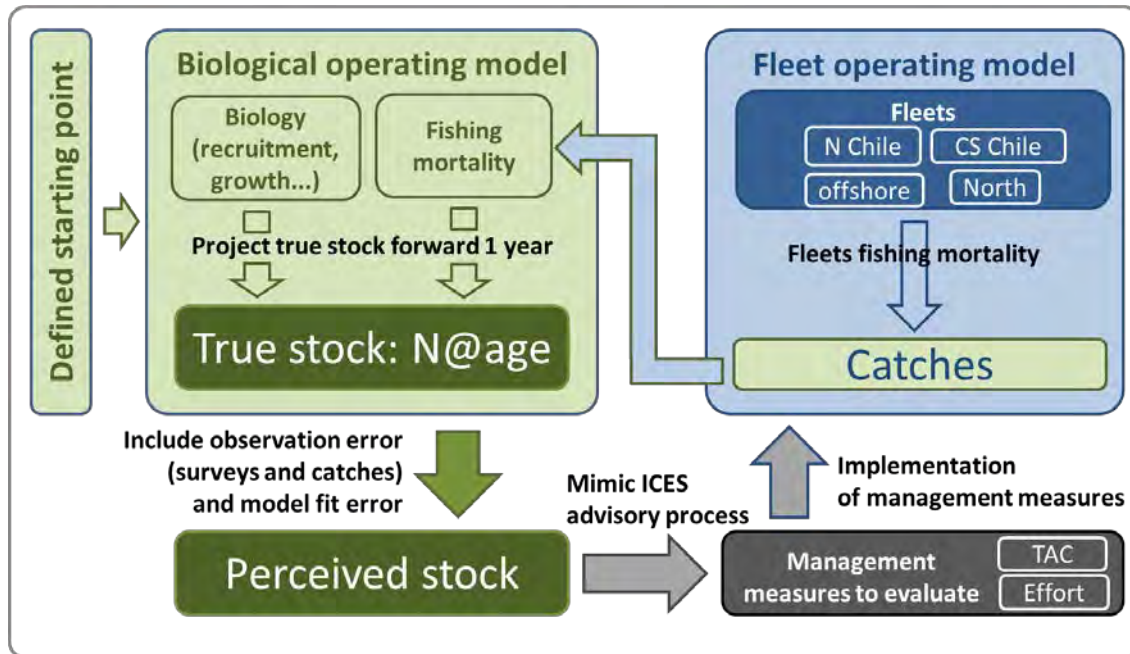 Defined starting point
Biological operating model
Biology
(recruitment,
growth...)
Fishing
mortality
Project true stock forward 1 year
True stock: N@age
Fleet operating model
Fleets
N Chile
CS Chile
offshore
North
Fleets fishing mortality
Catches
Include observation error
(surveys and catches)
and model fit error
Perceived stock
Mimic ICES
advisory process
Implementation
of management measures
Management
measures to evaluate
TAC
Effort